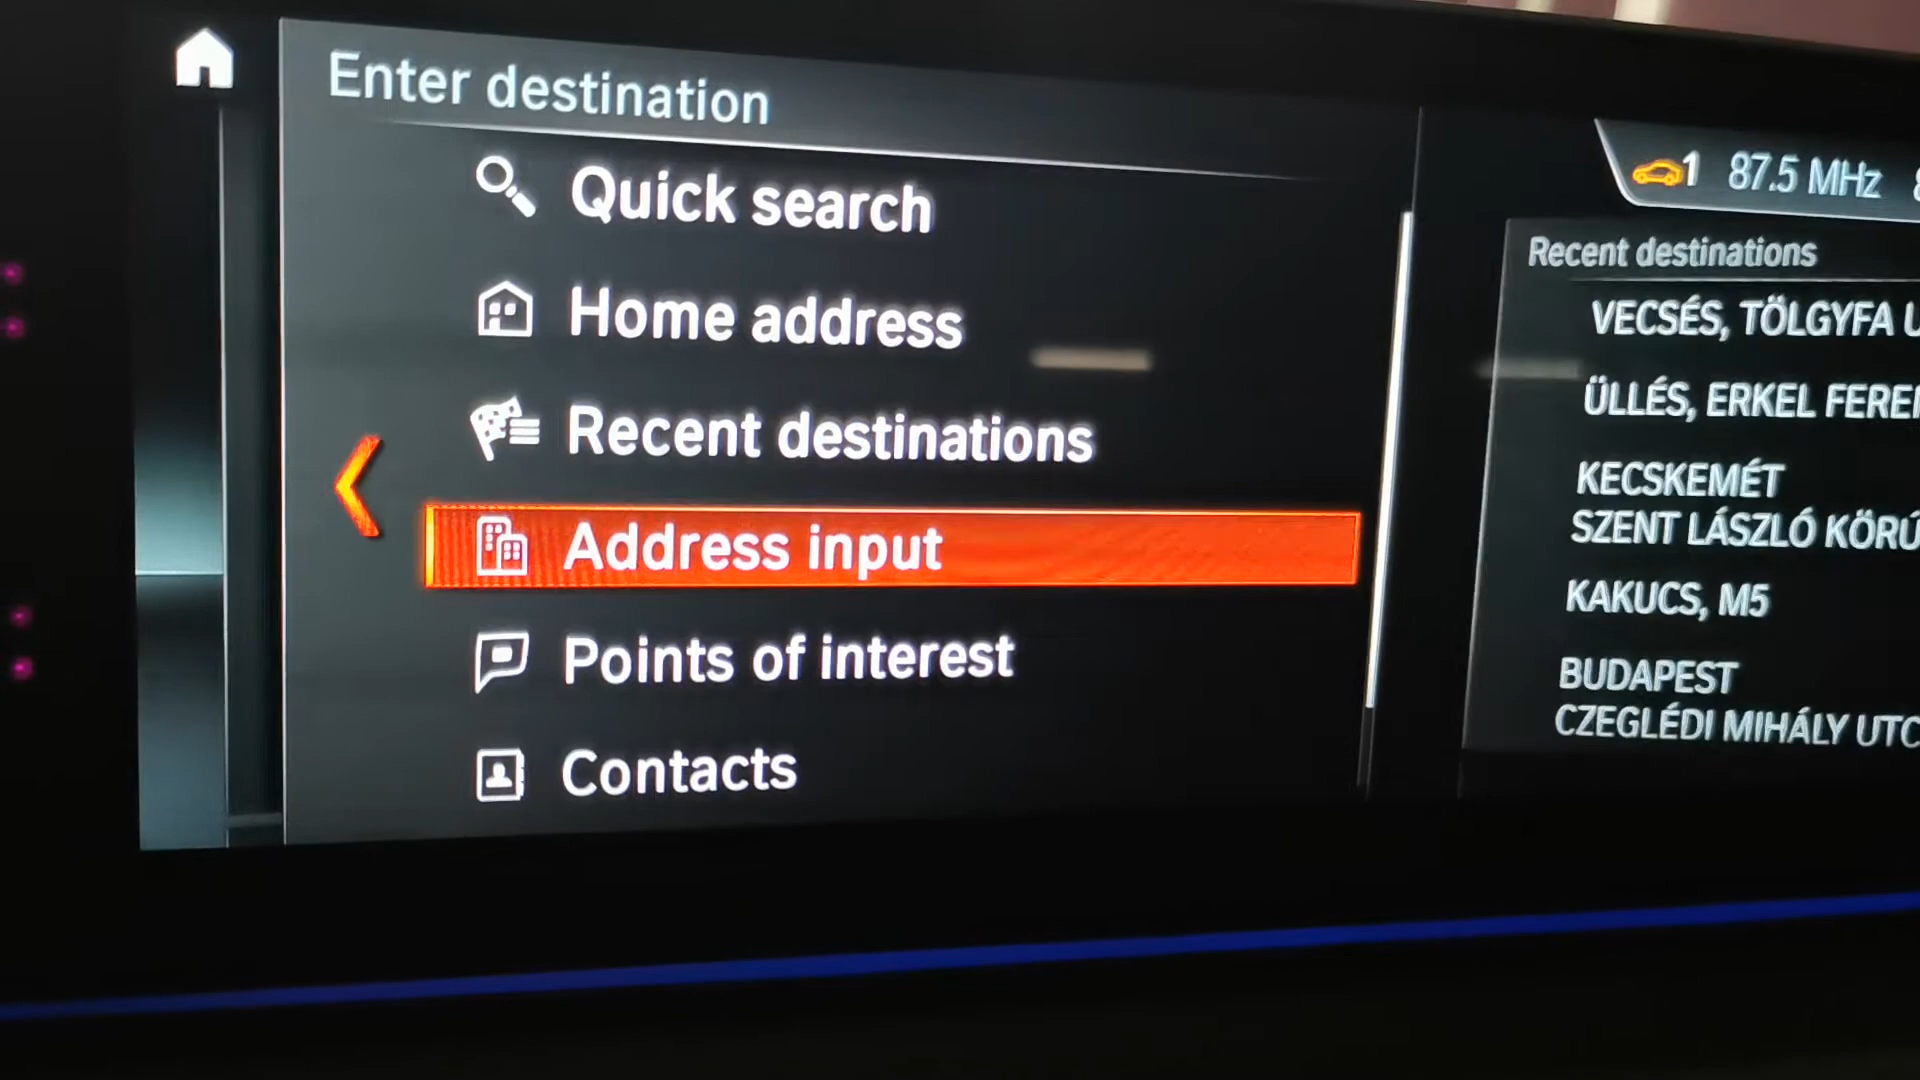 Enter destination
Quick search
Home address
Recent destinations
Address input
Points of interest
Contacts
1 87.5 MHz
Recent destinations
VECSÉS, TÖLGYFA
ÜLLÉS, ERKEL
KECSKEMÉT
SZENT LÁSZLÓ
KAKUCS, M5
BUDAPEST
CZEGLÉDI MIHÁLY